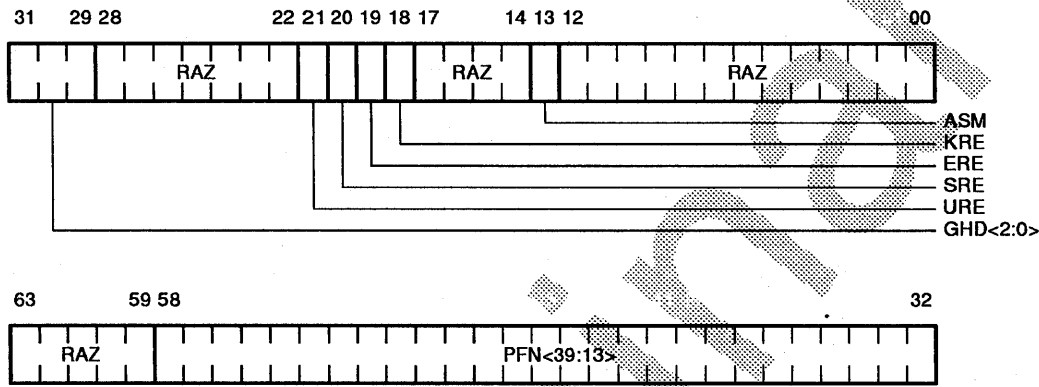 31 29 28 22 21 20 19 18 17 14 13 12 00
RAZ RAZ RAZ
ASM
KRE
ERE
SRE
URE
GHD<2:0>
63 59 58 32
RAZ PFN<39:13>